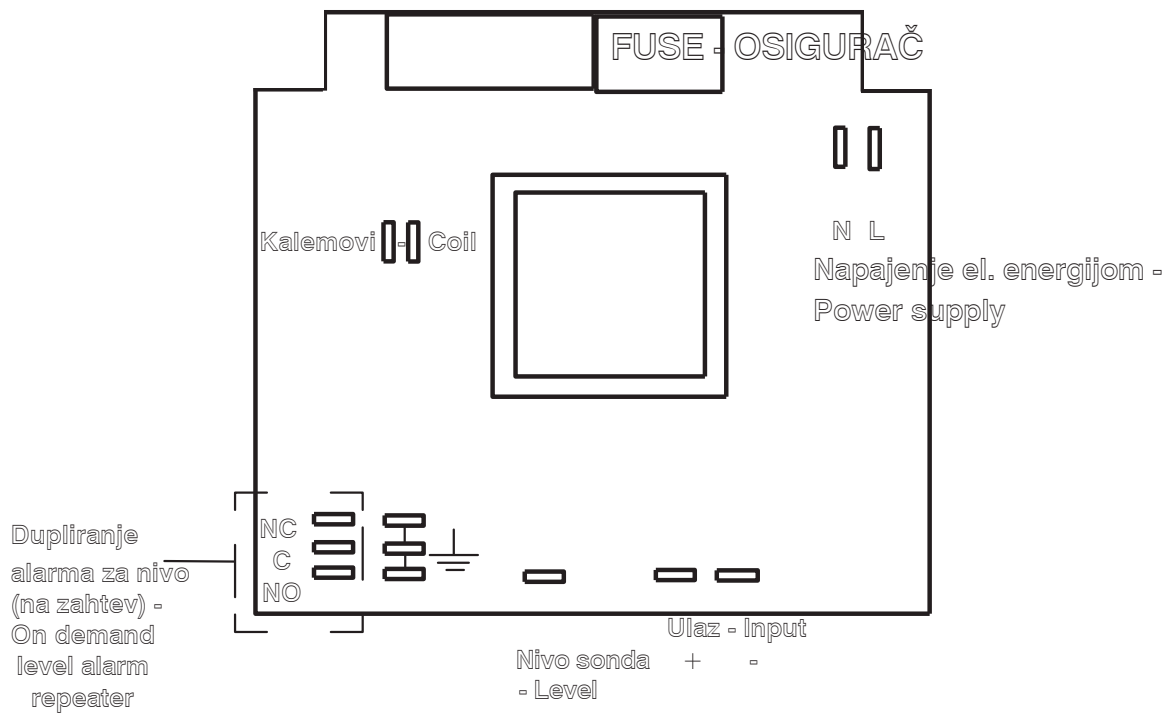 FUSE - OSIGURAČ
N L
Napajenje el. energijom -
Power supply
Kalemovi - Coil
NC
C
NO
Dupliranje
alarma za nivo
(na zahtev) -
On demand
level alarm
repeater
Ulaz - Input
+ -
Nivo sonda
- Level